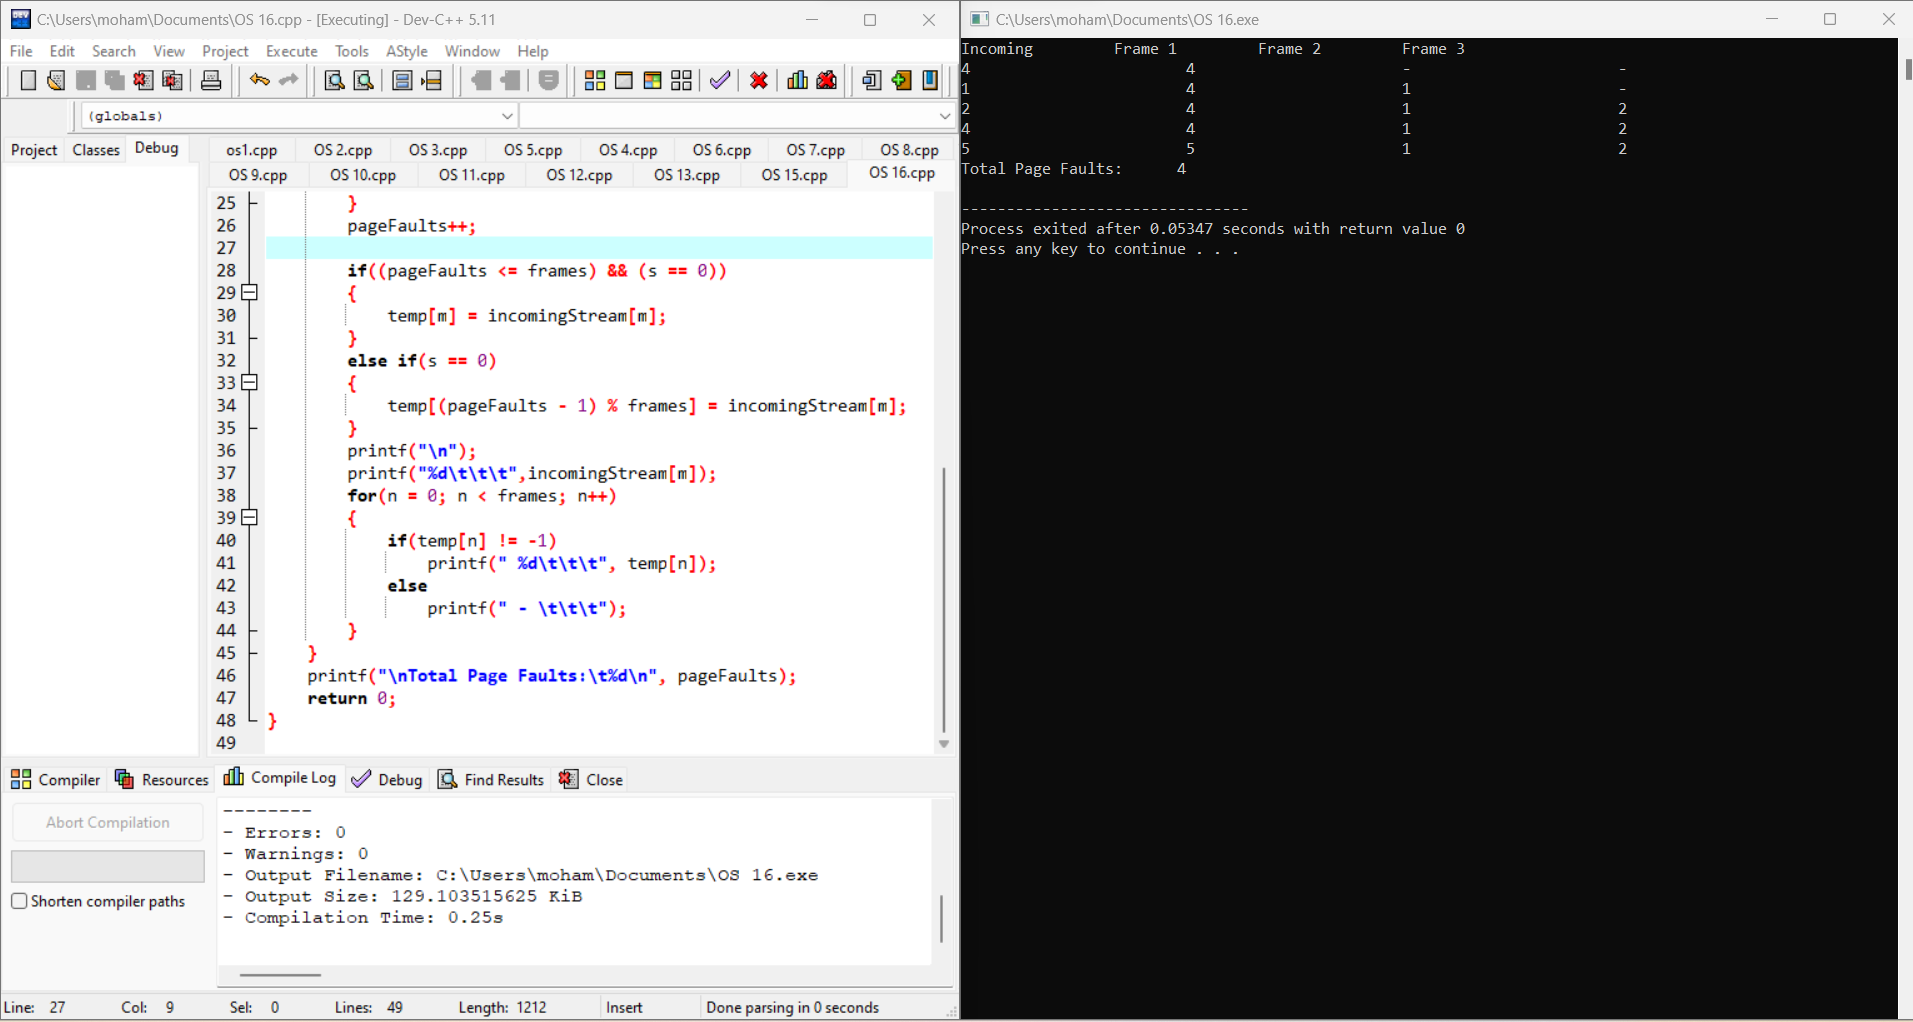 C:\Users\moham\Documents\OS 16.cpp - [Executing] - Dev-C++ 5.11
File Edit Search View Project Execute Tools AStyle Window Help
(globals)
Project Classes Debug
os1.cpp OS 2.cpp OS 3.cpp OS 5.cpp OS 4.cpp OS 6.cpp OS 7.cpp OS 8.cpp
OS 9.cpp OS 10.cpp OS 11.cpp OS 12.cpp OS 13.cpp OS 15.cpp OS 16.cpp
25 }
26 pageFaults++;
27
28 if((pageFaults <= frames) && (s == 0))
29 {
30 temp[m] = incomingStream[m];
31 }
32 else if(s == 0)
33 {
34 temp[(pageFaults - 1) % frames] = incomingStream[m];
35 }
36 printf("\n");
37 printf("%d\t\t\t",incomingStream[m]);
38 for(n = 0; n < frames; n++)
39 {
40 if(temp[n] != -1)
41 printf(" %d\t\t\t", temp[n]);
42 else
43 printf(" - \t\t\t");
44 }
45 }
46 printf("\nTotal Page Faults:\t%d\n", pageFaults);
47 return 0;
48 }
49
Compiler Resources Compile Log Debug Find Results Close
Abort Compilation
Shorten compiler paths
--------
- Errors: 0
- Warnings: 0
- Output Filename: C:\Users\moham\Documents\OS 16.exe
- Output Size: 129.103515625 KiB
- Compilation Time: 0.25s
Line: 27 Col: 9 Sel: 0 Lines: 49 Length: 1212 Insert Done parsing in 0 seconds
C:\Users\moham\Documents\OS 16.exe
Incoming Frame 1 Frame 2 Frame 3
4 4 - -
1 4 1 -
2 4 1 2
4 4 1 2
5 5 1 2
Total Page Faults: 4
--------------------------------
Process exited after 0.05347 seconds with return value 0
Press any key to continue . . .